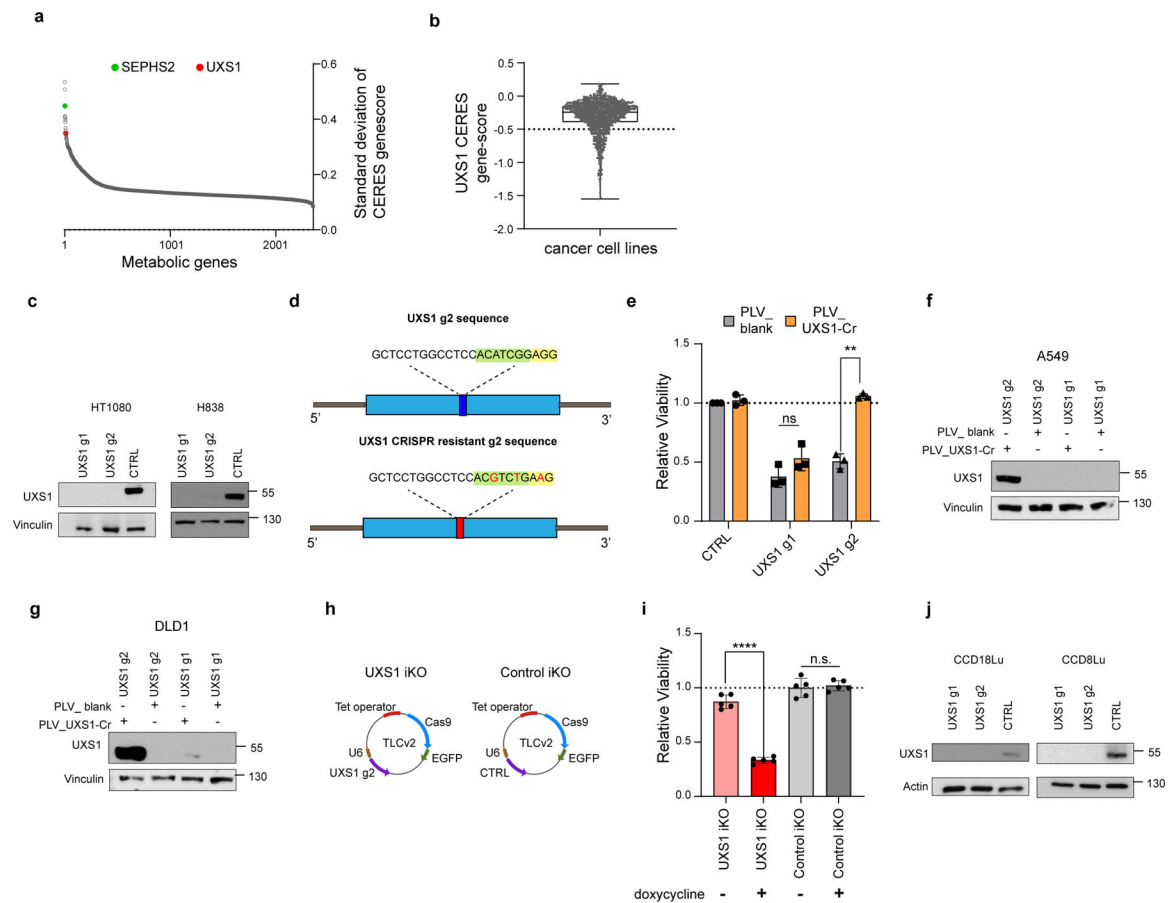 a
SEPHS2
UXS1
0.6
0.4
0.2
0.0
Standard deviation of
CERES genescore
1
1001
2001
Metabolic genes
b
0.0
-0.5
-1.0
-1.5
-2.0
UXS1 CERES
gene-score
cancer cell lines
c
HT1080
H838
UXS1 g1
UXS1 g2
CTRL
UXS1 g1
UXS1 g2
CTRL
UXS1
55
Vinculin
130
d
UXS1 g2 sequence
GCTCCTGGCCTCCACATCGGAGG
5'
3'
UXS1 CRISPR resistant g2 sequence
GCTCCTGGCCTCCACGTCTGAAG
5'
3'
e
PLV_
blank
PLV_
UXS1-Cr
1.5
1.0
0.5
0.0
Relative Viability
ns
**
CTRL
UXS1 g1
UXS1 g2
f
A549
UXS1 g2
UXS1 g2
UXS1 g1
UXS1 g1
PLV_ blank - + - +
PLV_UXS1-Cr + - + -
UXS1
55
Vinculin
130
g
DLD1
UXS1 g2
UXS1 g2
UXS1 g1
UXS1 g1
PLV_ blank - + - +
PLV_UXS1-Cr + - + -
UXS1
55
Vinculin
130
h
UXS1 iKO
Control iKO
Tet operator
Cas9
TLCv2
U6
EGFP
UXS1 g2
Tet operator
Cas9
TLCv2
U6
EGFP
CTRL
i
1.5
1.0
0.5
0.0
Relative Viability
****
n.s.
UXS1 iKO
UXS1 iKO
Control iKO
Control iKO
doxycycline - + - +
j
CCD18Lu
CCD8Lu
UXS1 g1
UXS1 g2
CTRL
UXS1 g1
UXS1 g2
CTRL
UXS1
55
Actin
130